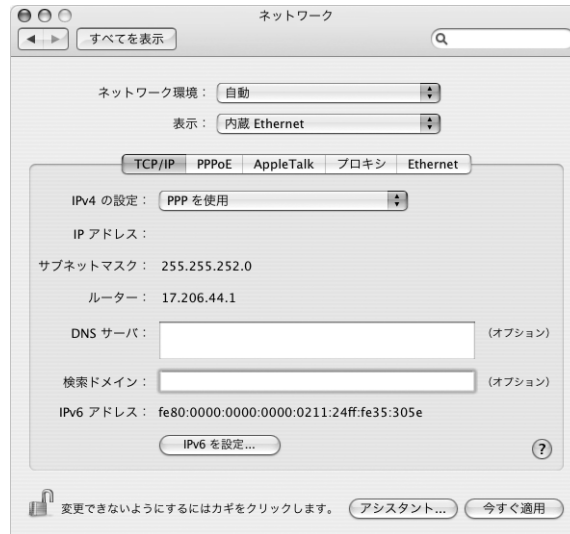 ネットワーク
すべてを表示
ネットワーク環境： 自動
表示： 内蔵 Ethernet
TCP/IP PPPoE AppleTalk プロキシ Ethernet
IPv4 の設定： PPP を使用
IP アドレス：
サブネットマスク： 255.255.252.0
ルーター： 17.206.44.1
DNS サーバ： (オプション)
検索ドメイン： (オプション)
IPv6 アドレス： fe80:0000:0000:0000:0211:24ff:fe35:305e
IPv6 を設定... ?
変更できないようにするにはカギをクリックします。 アシスタント... 今すぐ適用